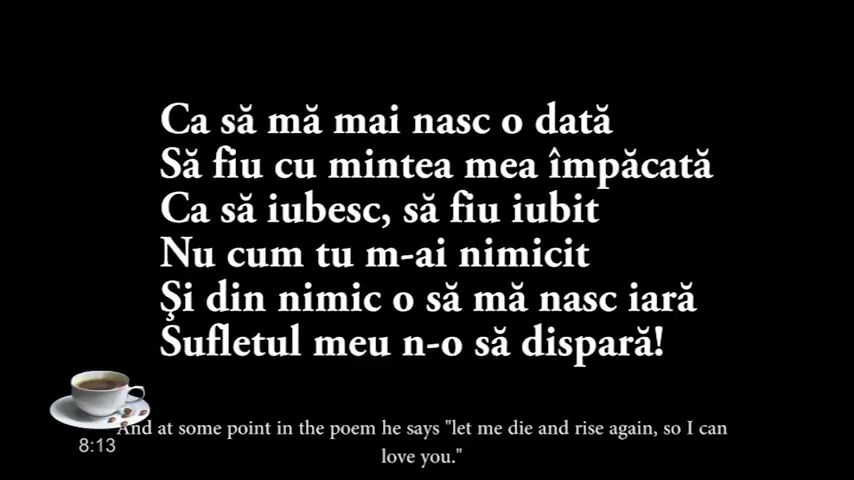 Ca să mă mai nasc o dată
Să fiu cu mintea mea împăcată
Ca să iubesc, să fiu iubit
Nu cum tu m-ai nimicit
Şi din nimic o să mă nasc iară
Sufletul meu n-o să dispară!
And at some point in the poem he says "let me die and rise again, so I can
love you."
8:13